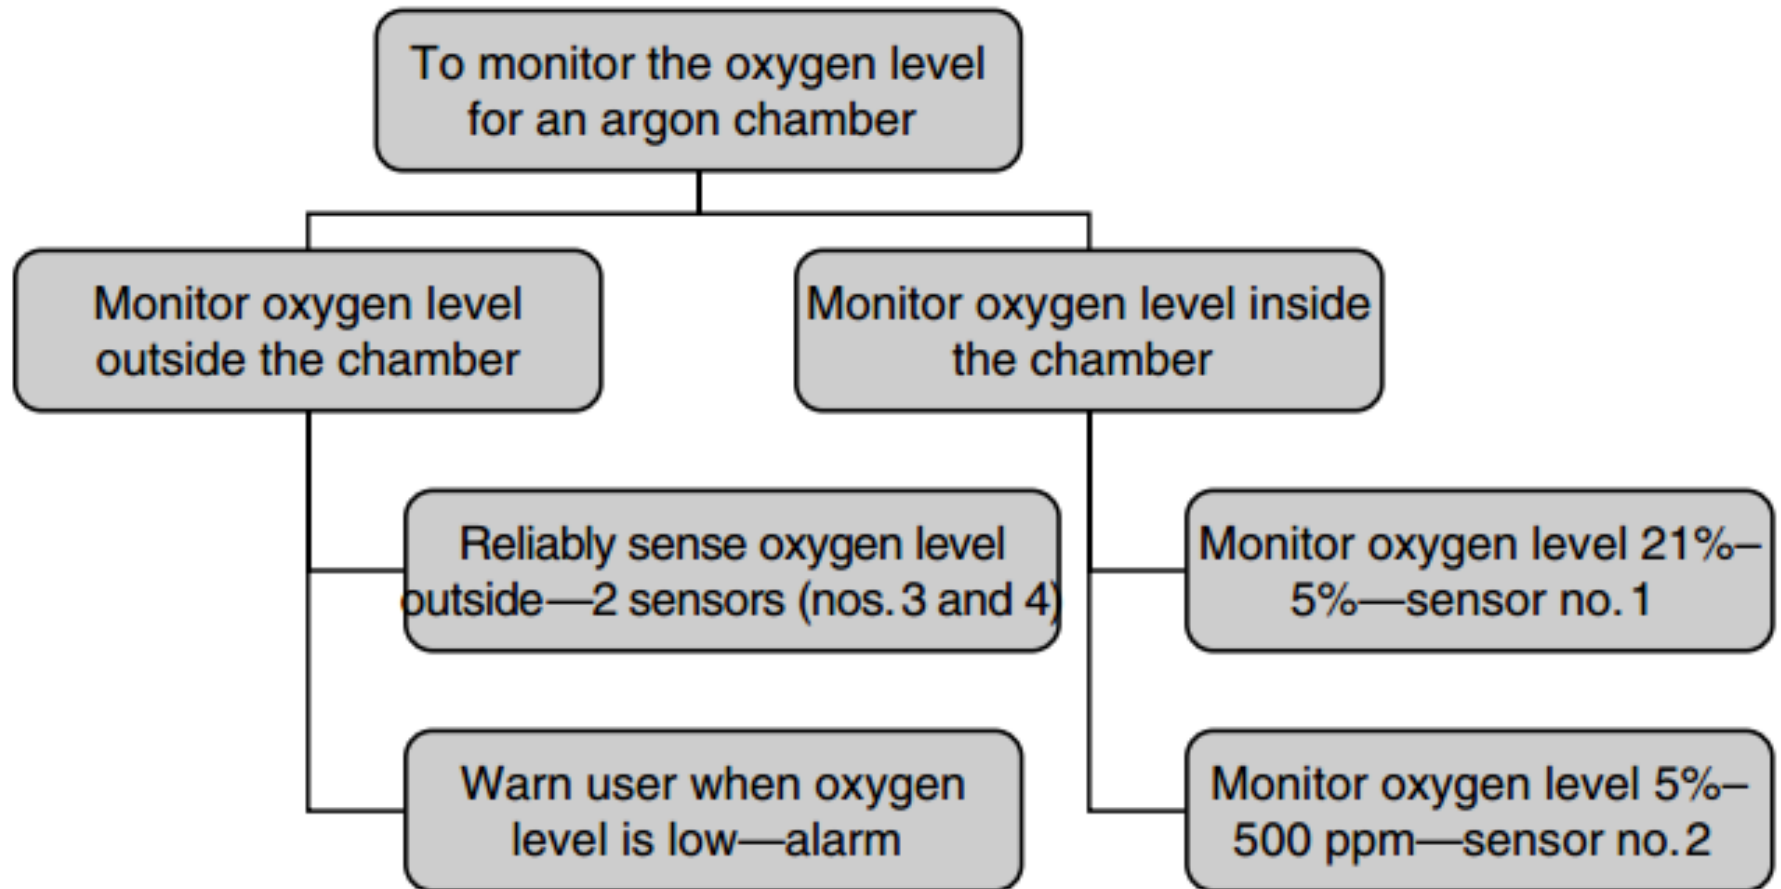 To monitor the oxygen level
for an argon chamber
Monitor oxygen level
outside the chamber
Monitor oxygen level inside
the chamber
Reliably sense oxygen level
outside—2 sensors (nos. 3 and 4)
Monitor oxygen level 21%–
5%—sensor no. 1
Warn user when oxygen
level is low—alarm
Monitor oxygen level 5%–
500 ppm—sensor no. 2